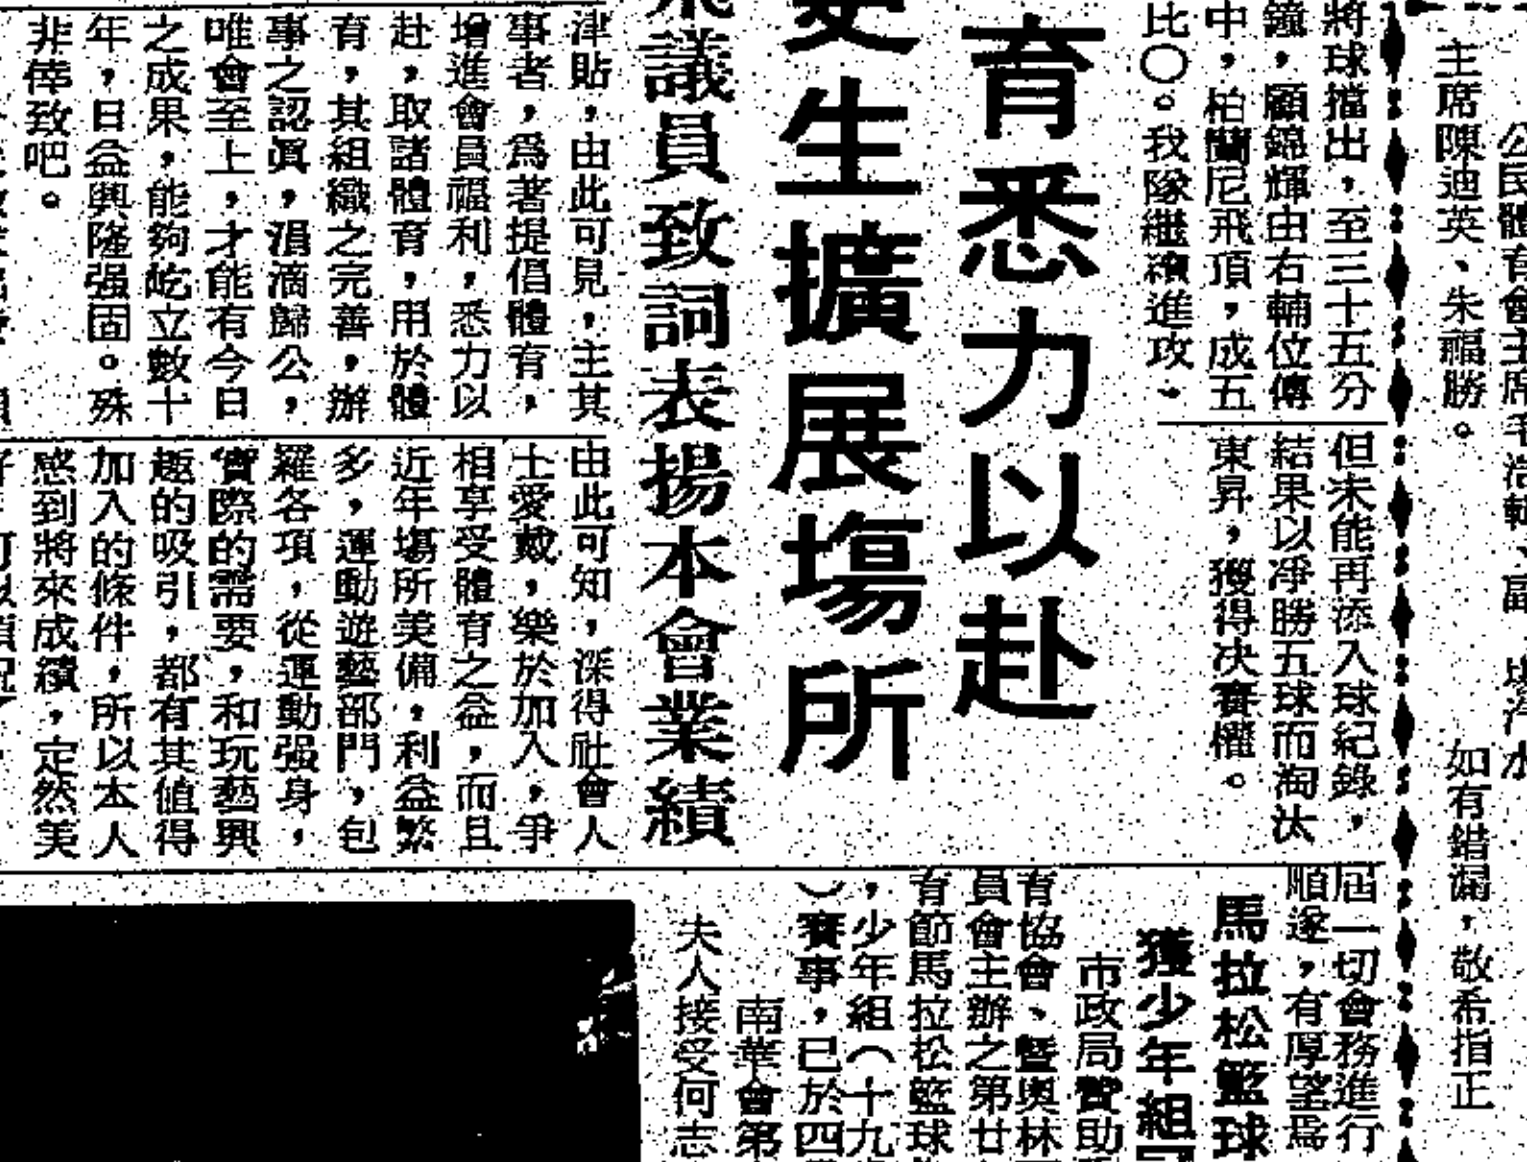 公民體育會主席毛浩輔、副
主席陳迪英、朱福勝。
如有錯漏，敬希指正
將球擋出，至三十五分
鐘，顧錦輝由右輔位傳
中，柏蘭尼飛頂，成五
比〇。我隊繼續進攻、
但未能再添入球紀錄，
結果以凈勝五球而淘汰
東昇，獲得決賽權。
育悉力以赴
更生擴展場所
議員致詞表揚本會業績
津貼，由此可見，主其
事者，爲著提倡體育，
增進會員福利，悉力以
赴，取諸體育，用於體
育，其組織之完善，辦
事之認眞，涓滴歸公，
唯會至上，才能有今日
之成果，能夠屹立數十
年，日益興隆强固。殊
非倖致吧。
由此可知，深得社會人
士愛戴，樂於加入，爭
相享受體育之益，而且
近年場所美備，利益繁
多，運動遊藝部門，包
羅各項，從運動强身，
實際的需要，和玩藝興
趣的吸引，都有其值得
加入的條件，所以本人
感到將來成績，定然美
屆一切會務進行
順遂，有厚望焉
馬拉松籃球
獲少年組
市政局贊助
育協會、暨奧林
員會主辦之第廿
育節馬拉松籃球
，少年組（十九
）賽事，已於四
南華會第
夫人接受何志